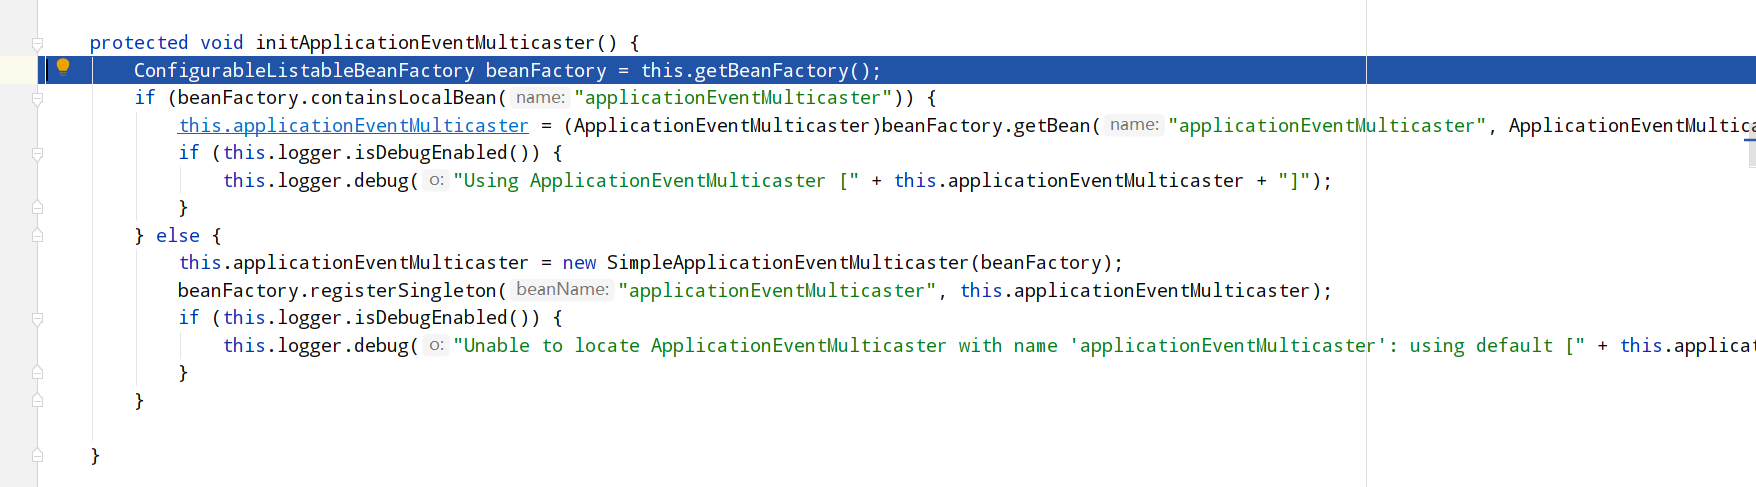 protected void initApplicationEventMulticaster() {
ConfigurableListableBeanFactory beanFactory = this.getBeanFactory();
if (beanFactory.containsLocalBean( name: "applicationEventMulticaster")) {
this.applicationEventMulticaster = (ApplicationEventMulticaster)beanFactory.getBean( name: "applicationEventMulticaster", ApplicationEventMultica
if (this.logger.isDebugEnabled()) {
this.logger.debug( o: "Using ApplicationEventMulticaster [" + this.applicationEventMulticaster + "]");
}
} else {
this.applicationEventMulticaster = new SimpleApplicationEventMulticaster(beanFactory);
beanFactory.registerSingleton( beanName: "applicationEventMulticaster", this.applicationEventMulticaster);
if (this.logger.isDebugEnabled()) {
this.logger.debug( o: "Unable to locate ApplicationEventMulticaster with name 'applicationEventMulticaster': using default [" + this.applicat
}
}
}